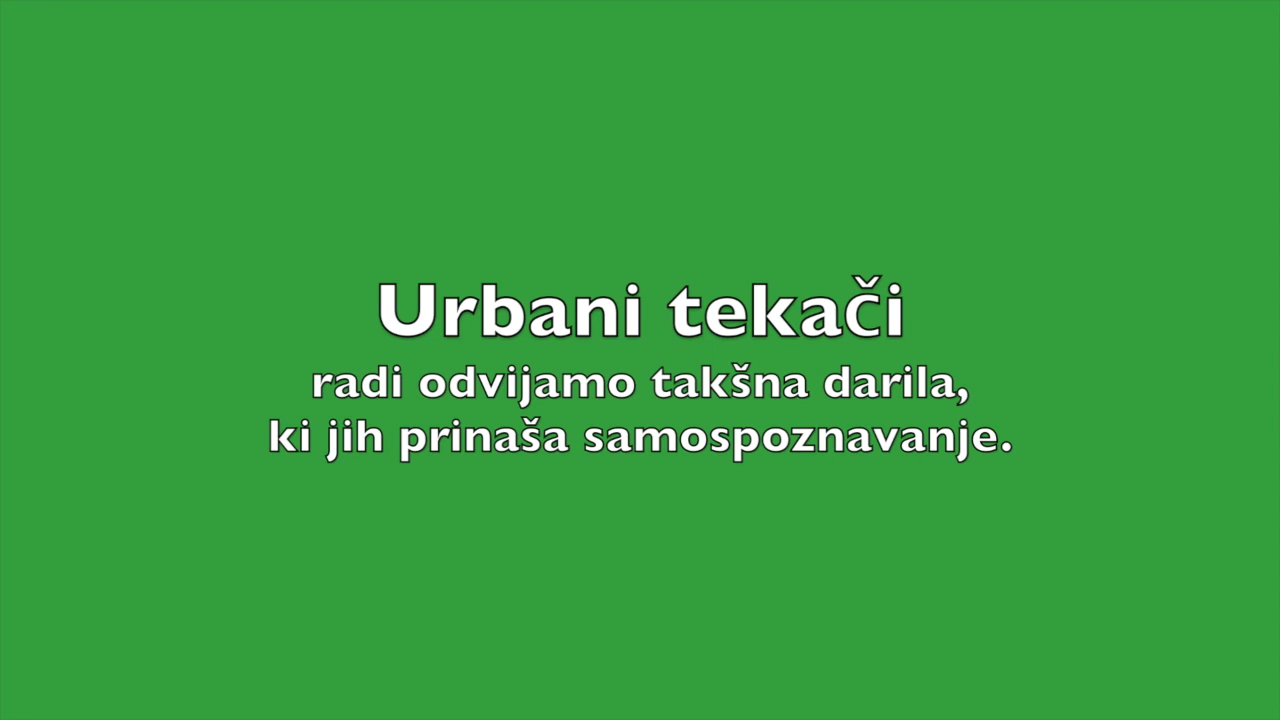 Urbani tekači
radi odvijamo takšna darila,
ki jih prinaša samospoznavanje.